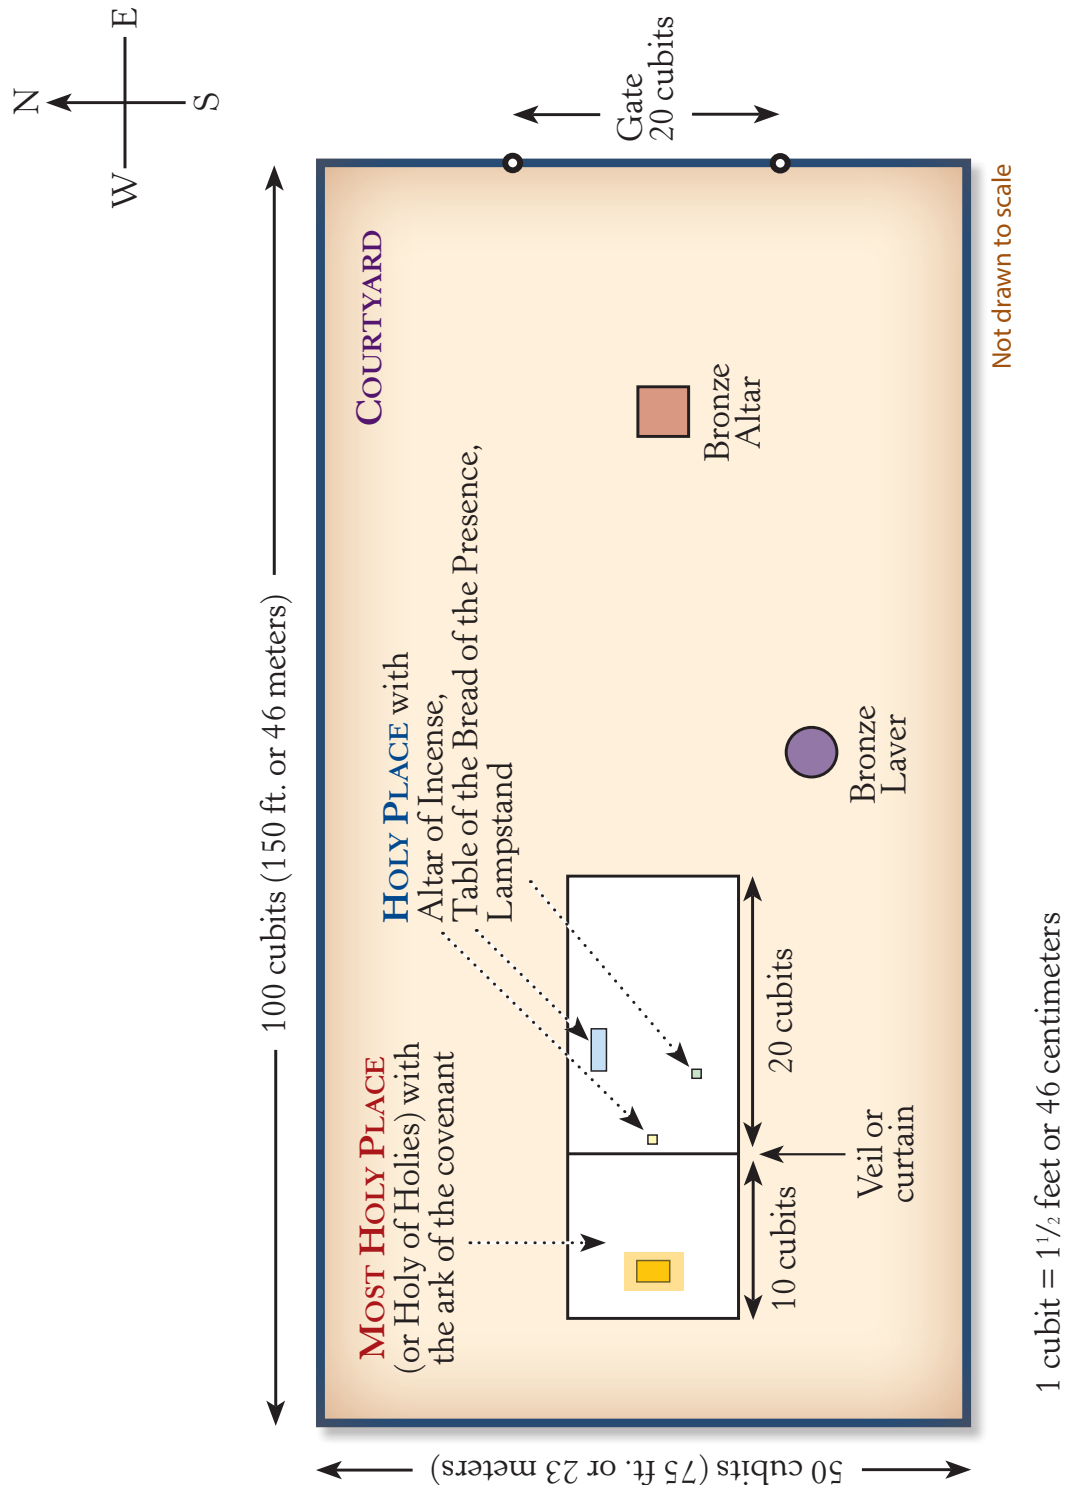 N
W
E
S
100 cubits (150 ft. or 46 meters)
50 cubits (75 ft. or 23 meters)
MOST HOLY PLACE
(or Holy of Holies) with
the ark of the covenant
HOLY PLACE with
Altar of Incense,
Table of the Bread of the Presence,
Lampstand
COURTYARD
Gate
20 cubits
Bronze
Altar
Bronze
Laver
10 cubits
20 cubits
Veil or
curtain
Not drawn to scale
1 cubit = 1 1/2 feet or 46 centimeters